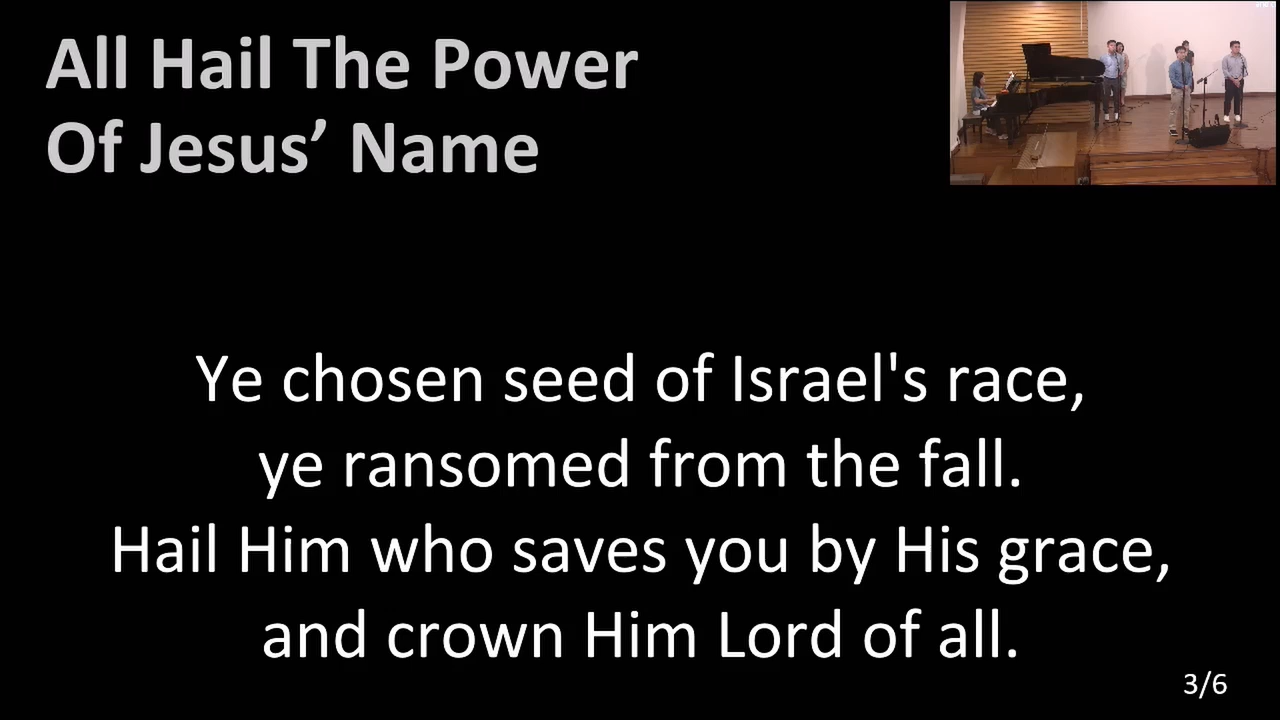 All Hail The Power
Of Jesus’ Name
Ye chosen seed of Israel's race,
ye ransomed from the fall.
Hail Him who saves you by His grace,
and crown Him Lord of all.
3/6